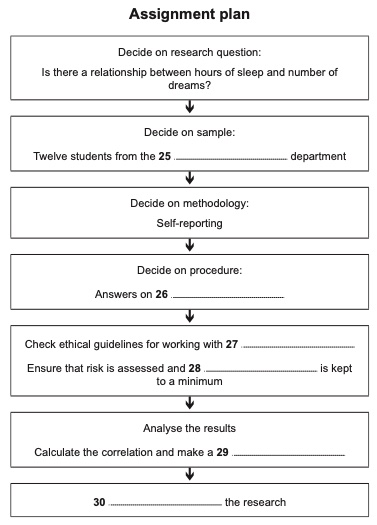 Assignment plan
Decide on research question:
Is there a relationship between hours of sleep and number of
dreams?
Decide on sample:
Twelve students from the 25 ........................................ department
Decide on methodology:
Self-reporting
Decide on procedure:
Answers on 26 ........................................
Check ethical guidelines for working with 27 ........................................
Ensure that risk is assessed and 28 ........................................ is kept
to a minimum
Analyse the results
Calculate the correlation and make a 29 ........................................
30 ........................................ the research